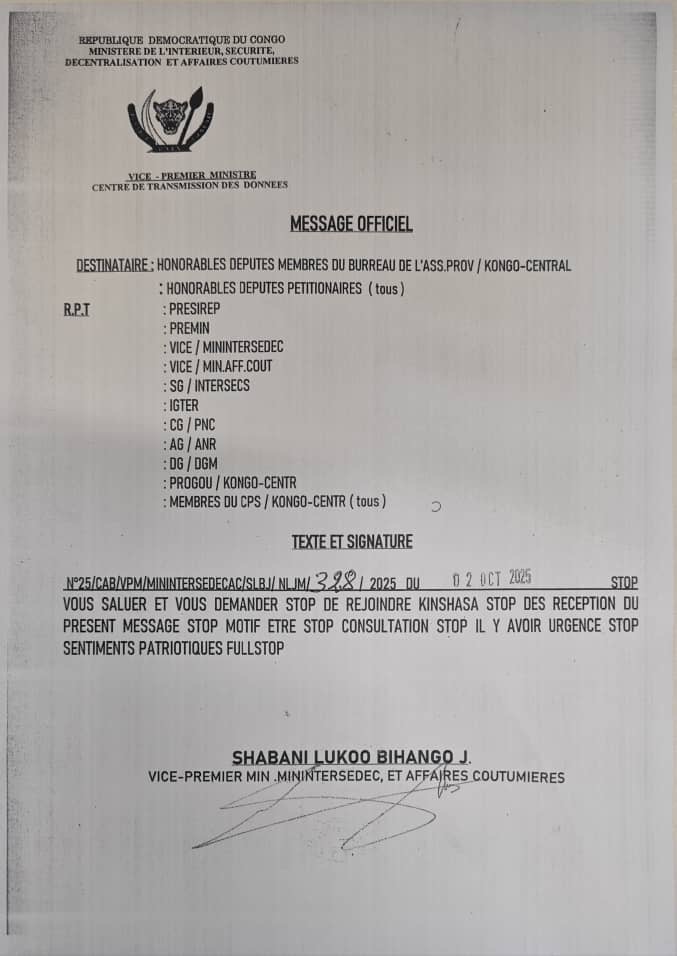 REPUBLIQUE DEMOCRATIQUE DU CONGO
MINISTERE DE L'INTERIEUR, SECURITE,
DECENTRALISATION ET AFFAIRES COUTUMIERES
VICE - PREMIER MINISTRE
CENTRE DE TRANSMISSION DES DONNEES
MESSAGE OFFICIEL
DESTINATAIRE : HONORABLES DEPUTES MEMBRES DU BURREAU DE L'ASS.PROV / KONGO-CENTRAL
: HONORABLES DEPUTES PETITIONAIRES ( tous )
R.P.T : PRESIREP
: PREMIN
: VICE / MININTERSEDEC
: VICE / MIN.AFF.COUT
: SG / INTERSECS
: IGTER
: CG / PNC
: AG / ANR
: DG / DGM
: PROGOU / KONGO-CENTR
: MEMBRES DU CPS / KONGO-CENTR ( tous )
TEXTE ET SIGNATURE
N°25/CAB/VPM/MININTERSEDECAC/SLBJ/ NLJM/ 328 / 2025 DU 02 OCT 2025 STOP
VOUS SALUER ET VOUS DEMANDER STOP DE REJOINDRE KINSHASA STOP DES RECEPTION DU
PRESENT MESSAGE STOP MOTIF ETRE STOP CONSULTATION STOP IL Y AVOIR URGENCE STOP
SENTIMENTS PATRIOTIQUES FULLSTOP
SHABANI LUKOO BIHANGO J.
VICE-PREMIER MIN .MININTERSEDEC, ET AFFAIRES COUTUMIERES